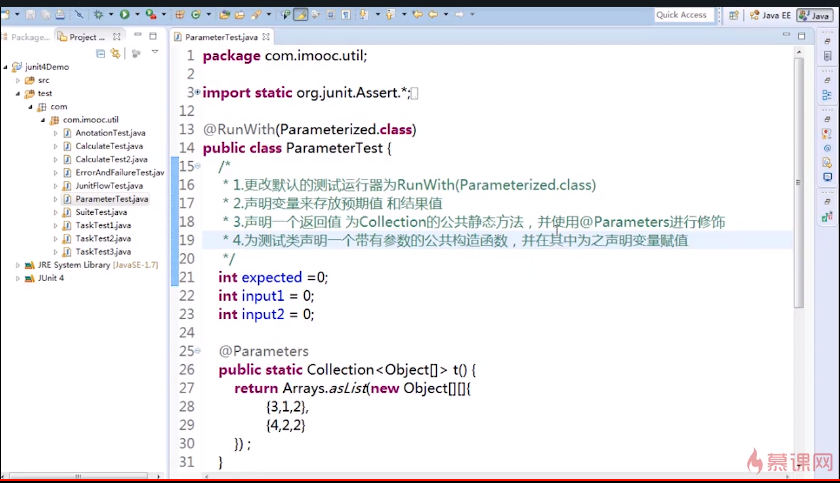 Quick Access
Java EE
Java
Package...
Project ...
ParameterTest.java
junit4Demo
src
test
com
com.imooc.util
AnotationTest.java
CalculateTest.java
CalculateTest2.java
ErrorAndFailureTest.jav
JunitFlowTest.java
ParameterTest.java
SuiteTest.java
TaskTest1.java
TaskTest2.java
TaskTest3.java
JRE System Library [JavaSE-1.7]
JUnit 4
1 package com.imooc.util;
2
3 import static org.junit.Assert.*;
12
13 @RunWith(Parameterized.class)
14 public class ParameterTest {
15 /*
16 * 1.更改默认的测试运行器为RunWith(Parameterized.class)
17 * 2.声明变量来存放预期值 和结果值
18 * 3.声明一个返回值 为Collection的公共静态方法，并使用@Parameters进行修饰
19 * 4.为测试类声明一个带有参数的公共构造函数，并在其中为之声明变量赋值
20 */
21 int expected =0;
22 int input1 = 0;
23 int input2 = 0;
24
25 @Parameters
26 public static Collection<Object[]> t() {
27 return Arrays.asList(new Object[][]{
28 {3,1,2},
29 {4,2,2}
30 }) ;
31 }
慕课网